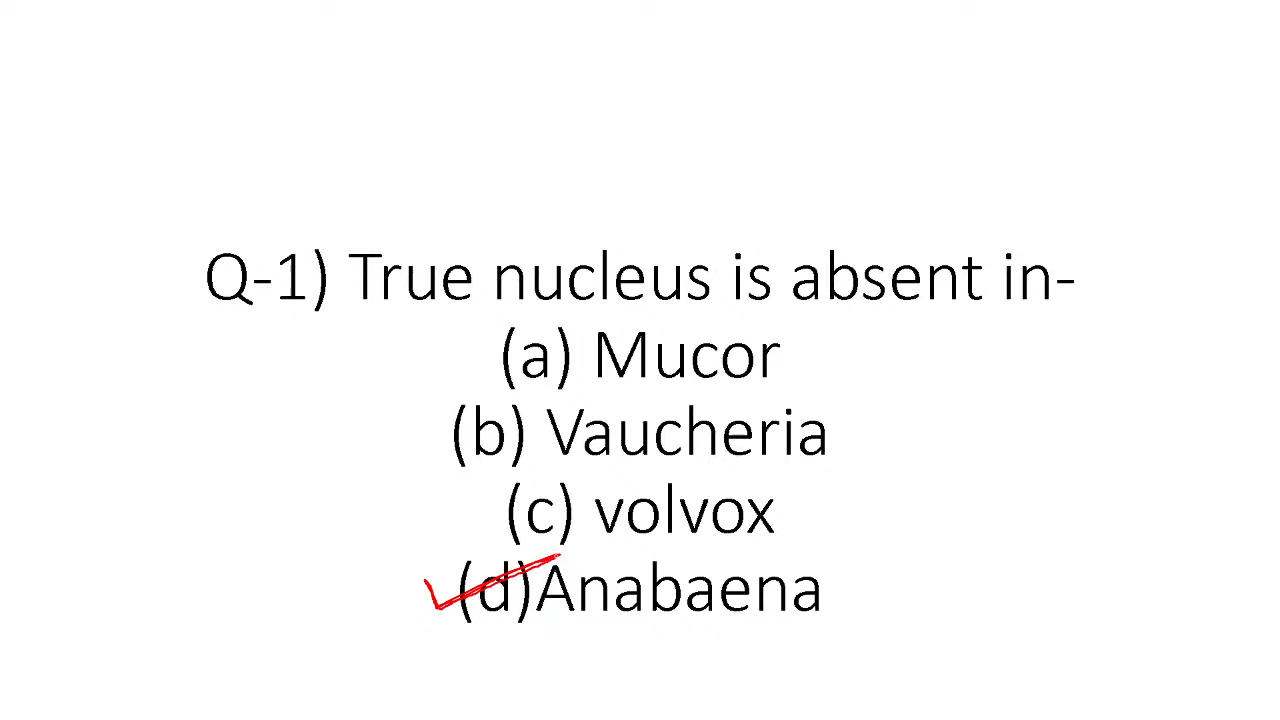 Q-1) True nucleus is absent in-
(a) Mucor
(b) Vaucheria
(c) volvox
(d)Anabaena